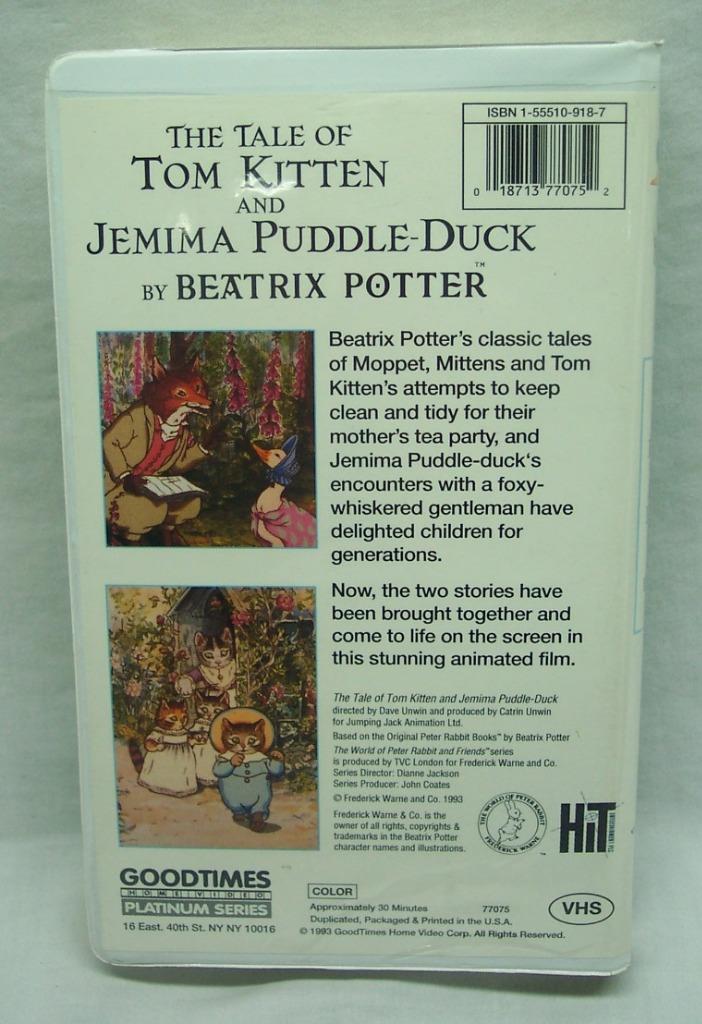 THE TALE OF
TOM KITTEN
AND
JEMIMA PUDDLE-DUCK
BY BEATRIX POTTER™
ISBN 1-55510-918-7
0 18713 77075 2
Beatrix Potter's classic tales
of Moppet, Mittens and Tom
Kitten's attempts to keep
clean and tidy for their
mother's tea party, and
Jemima Puddle-duck's
encounters with a foxy-
whiskered gentleman have
delighted children for
generations.
Now, the two stories have
been brought together and
come to life on the screen in
this stunning animated film.
The Tale of Tom Kitten and Jemima Puddle-Duck
directed by Dave Unwin and produced by Catrin Unwin
for Jumping Jack Animation Ltd.
Based on the Original Peter Rabbit Books™ by Beatrix Potter
The World of Peter Rabbit and Friends™ series
is produced by TVC London for Frederick Warne and Co.
Series Director: Dianne Jackson
Series Producer: John Coates
© Frederick Warne and Co. 1993
Frederick Warne & Co. is the
owner of all rights, copyrights &
trademarks in the Beatrix Potter
character names and illustrations.
THE WORLD OF PETER RABBIT
FREDERICK WARNE
HiT
GOODTIMES
HOME VIDEO
PLATINUM SERIES
16 East. 40th St. NY NY 10016
COLOR
Approximately 30 Minutes 77075
Duplicated, Packaged & Printed in the U.S.A.
© 1993 GoodTimes Home Video Corp. All Rights Reserved.
VHS